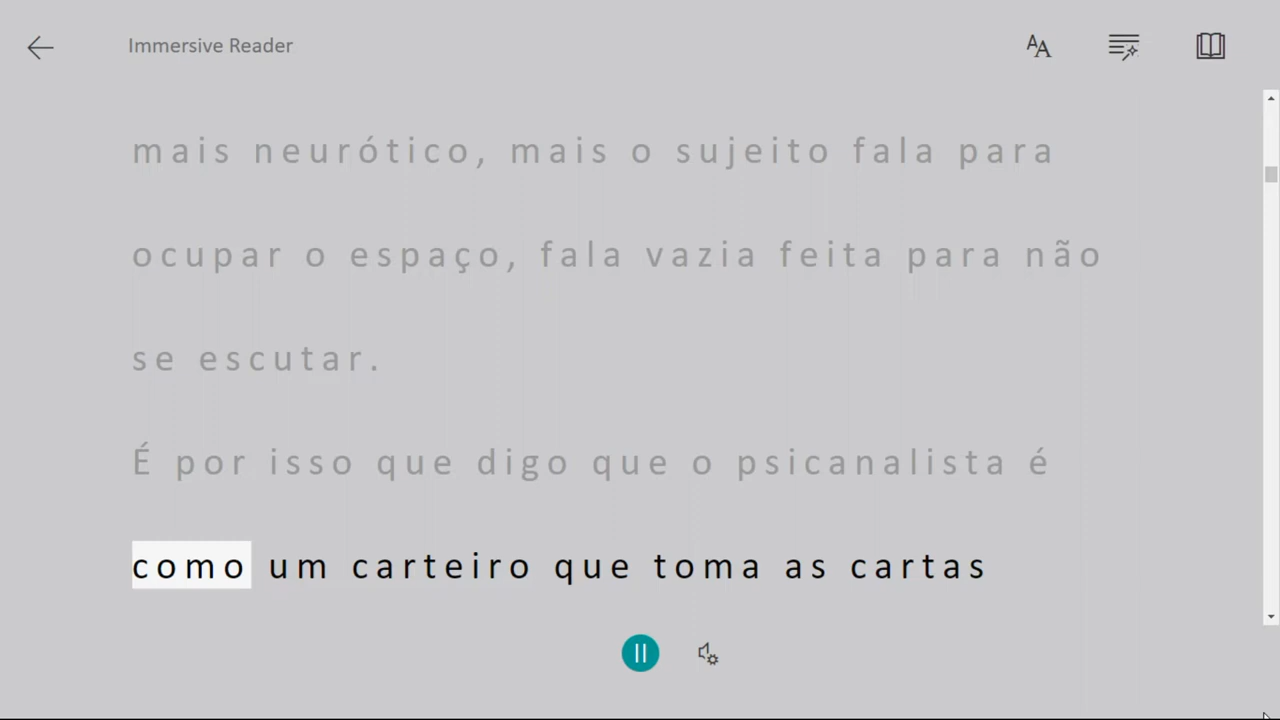 Immersive Reader
mais neurótico, mais o sujeito fala para
ocupar o espaço, fala vazia feita para não
se escutar.
É por isso que digo que o psicanalista é
como um carteiro que toma as cartas